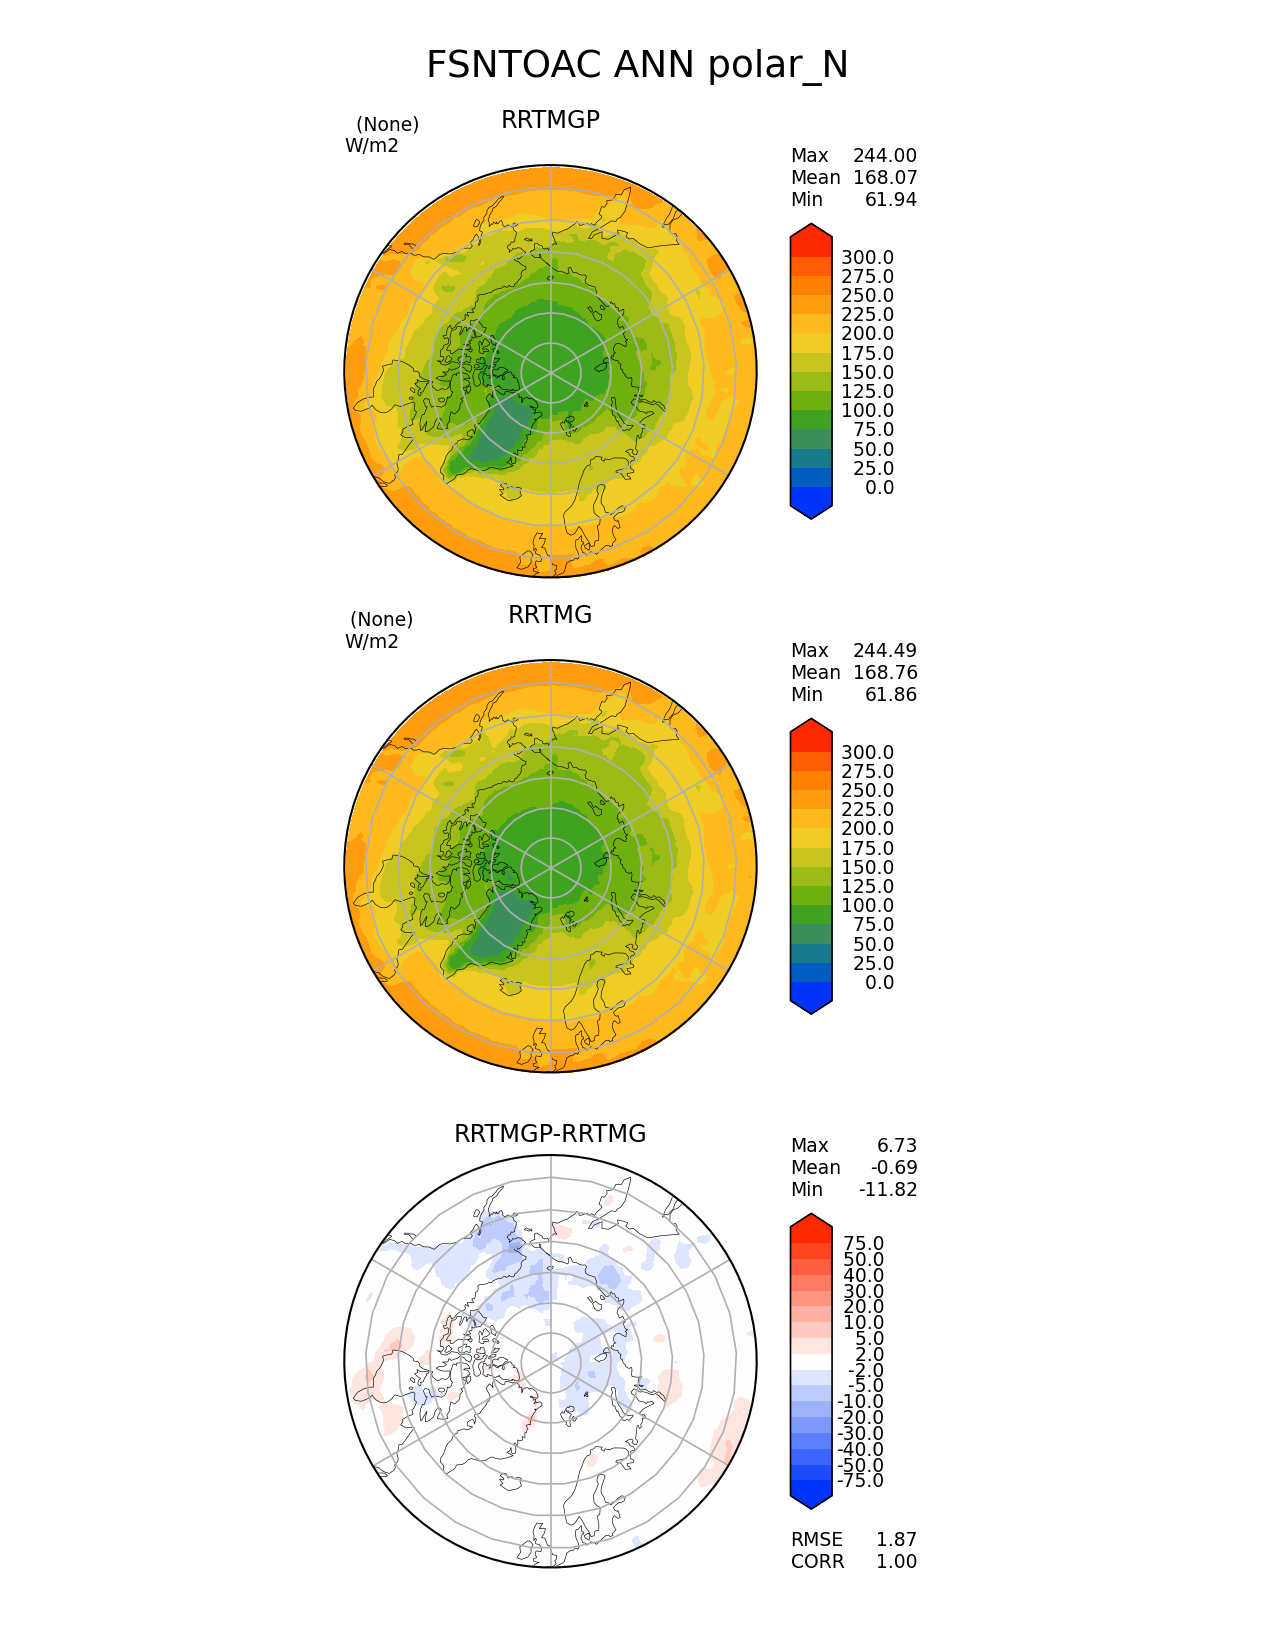 FSNTOAC ANN polar_N
(None)
RRTMGP
W/m2
Max 244.00
Mean 168.07
Min 61.94
300.0
275.0
250.0
225.0
200.0
175.0
150.0
125.0
100.0
75.0
50.0
25.0
0.0
(None)
RRTMG
W/m2
Max 244.49
Mean 168.76
Min 61.86
300.0
275.0
250.0
225.0
200.0
175.0
150.0
125.0
100.0
75.0
50.0
25.0
0.0
RRTMGP-RRTMG
Max 6.73
Mean -0.69
Min -11.82
75.0
50.0
40.0
30.0
20.0
10.0
5.0
2.0
-2.0
-5.0
-10.0
-20.0
-30.0
-40.0
-50.0
-75.0
RMSE 1.87
CORR 1.00